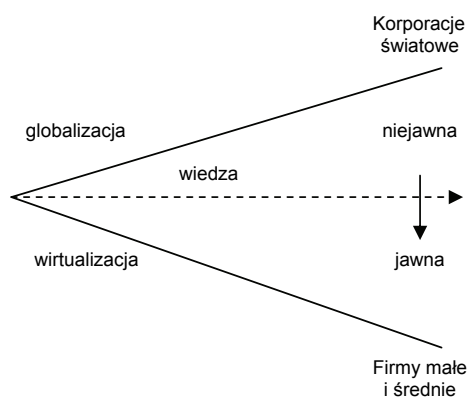 Korporacje
światowe
globalizacja
niejawna
wiedza
wirtualizacja
jawna
Firmy małe
i średnie